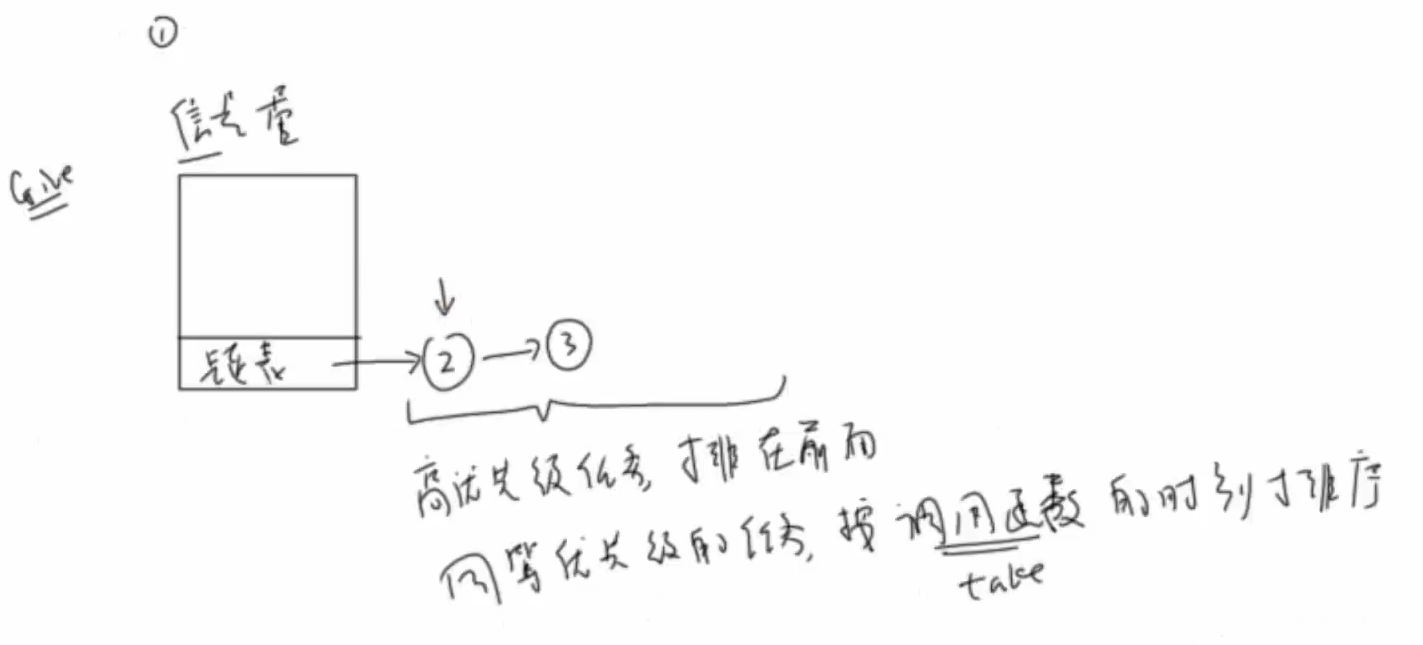 ①
信号量
Give
链表
② → ③
高优先级任务,排在前面
同等优先级的任务,按调用函数的时刻排序
take